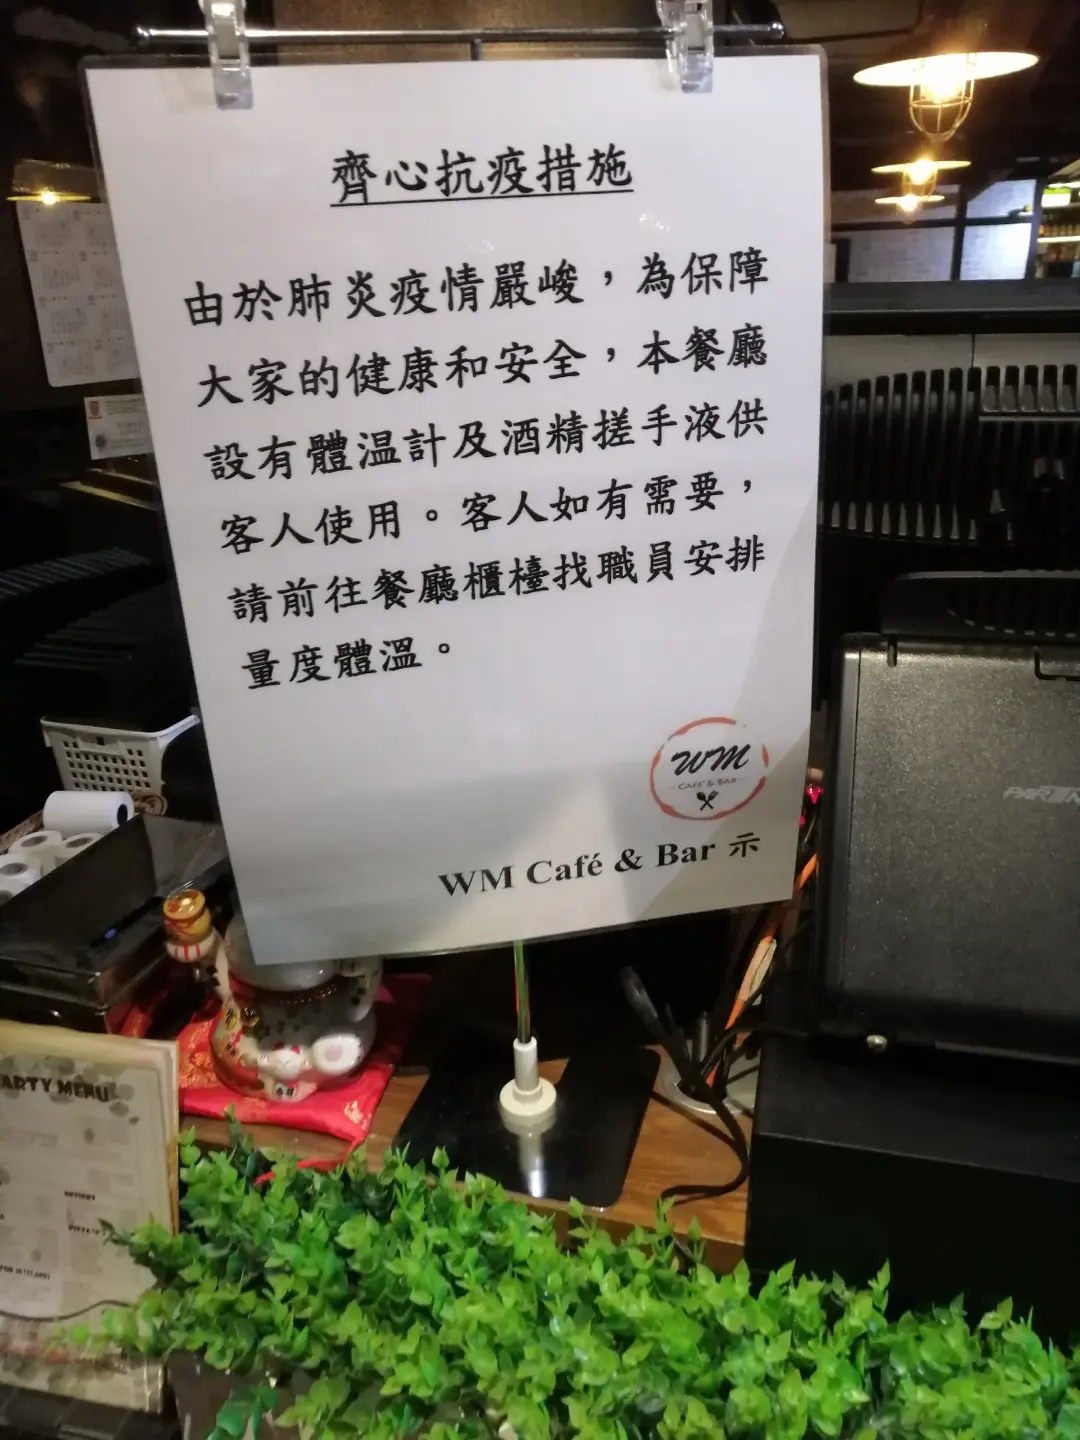 齊心抗疫措施
由於肺炎疫情嚴峻，為保障
大家的健康和安全，本餐廳
設有體溫計及酒精搓手液供
客人使用。客人如有需要，
請前往餐廳櫃檯找職員安排
量度體溫。
WM
CAFÉ & BAR
WM Café & Bar 示
PARTY MENU